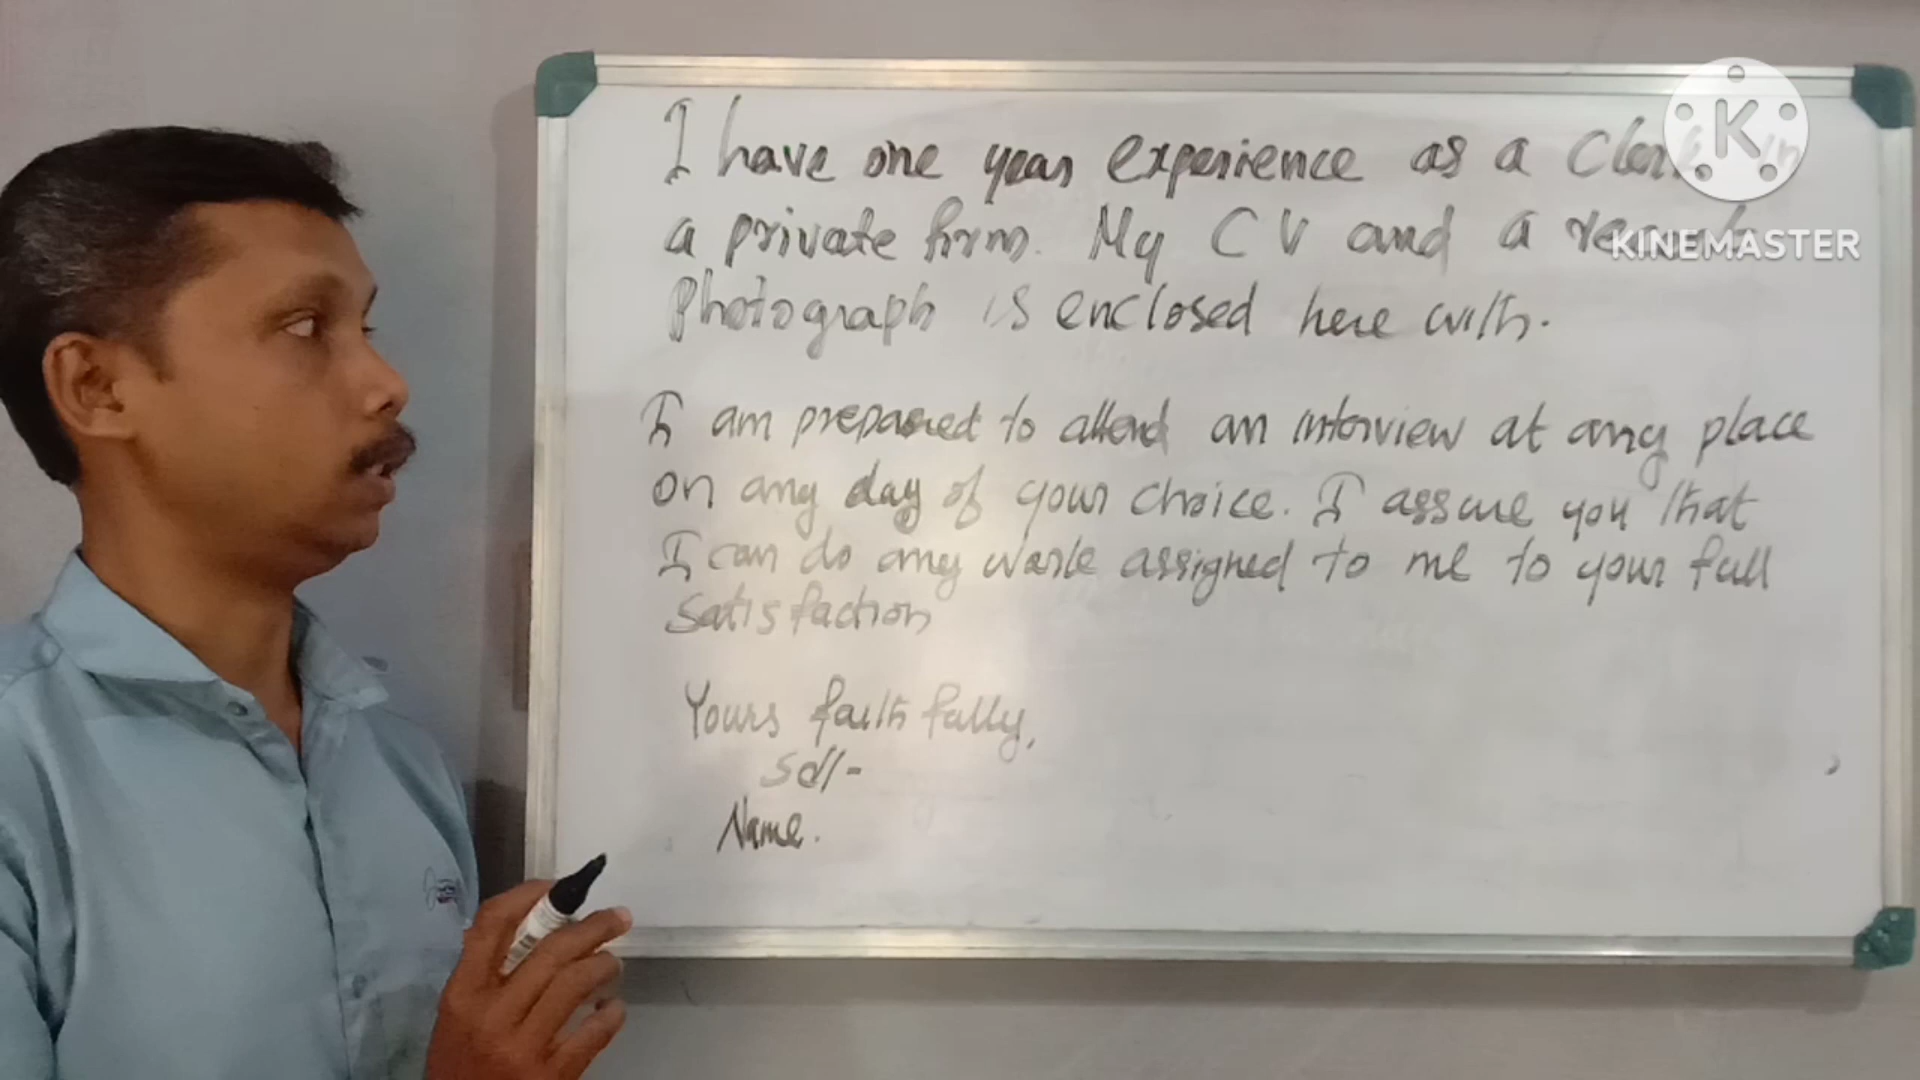 I have one year experience as a Clerk in
a private firm. My CV and a recent
Photograph is enclosed here with.
I am prepared to attend an interview at any place
on any day of your choice. I assure you that
I can do any work assigned to me to your full
satisfaction
Yours faithfully,
Sd/-
Name.
K
KINEMASTER